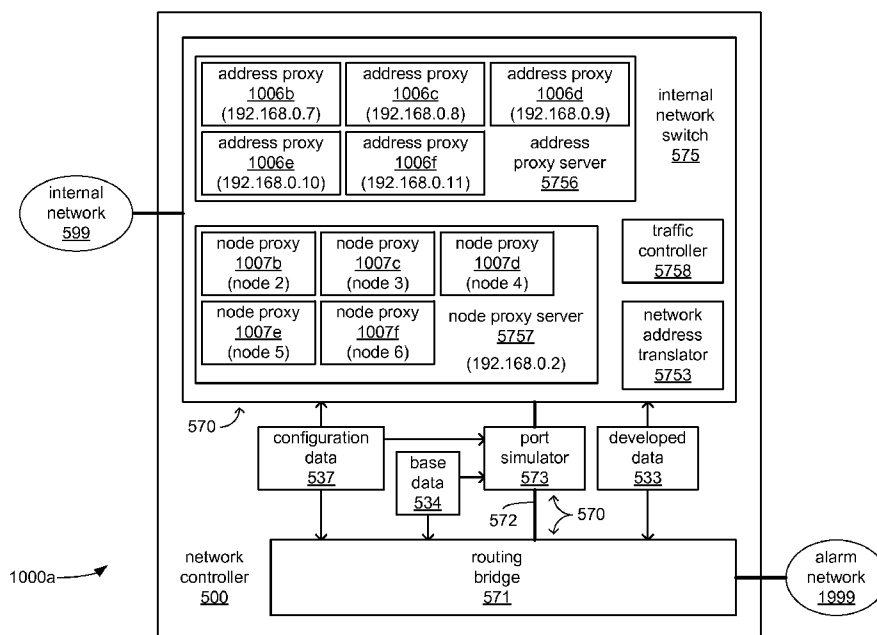 address proxy
1006b
(192.168.0.7)
address proxy
1006c
(192.168.0.8)
address proxy
1006d
(192.168.0.9)
address proxy
1006e
(192.168.0.10)
address proxy
1006f
(192.168.0.11)
address
proxy server
5756
internal
network
switch
575
internal
network
599
node proxy
1007b
(node 2)
node proxy
1007c
(node 3)
node proxy
1007d
(node 4)
node proxy
1007e
(node 5)
node proxy
1007f
(node 6)
node proxy server
5757
(192.168.0.2)
traffic
controller
5758
network
address
translator
5753
570
configuration
data
537
base
data
534
port
simulator
573
developed
data
533
572
570
1000a
network
controller
500
routing
bridge
571
alarm
network
1999